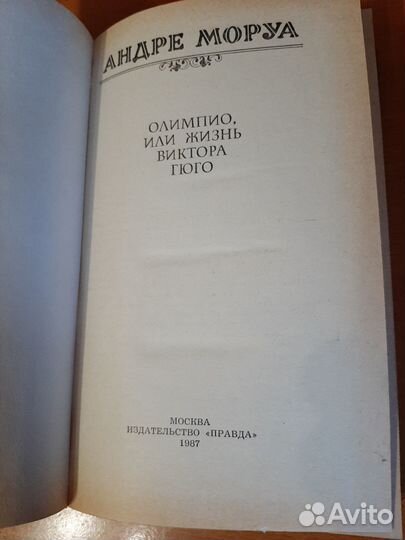 АНДРЕ МОРУА
ОЛИМПИО,
ИЛИ ЖИЗНЬ
ВИКТОРА
ГЮГО
МОСКВА
ИЗДАТЕЛЬСТВО «ПРАВДА»
1987
Avito